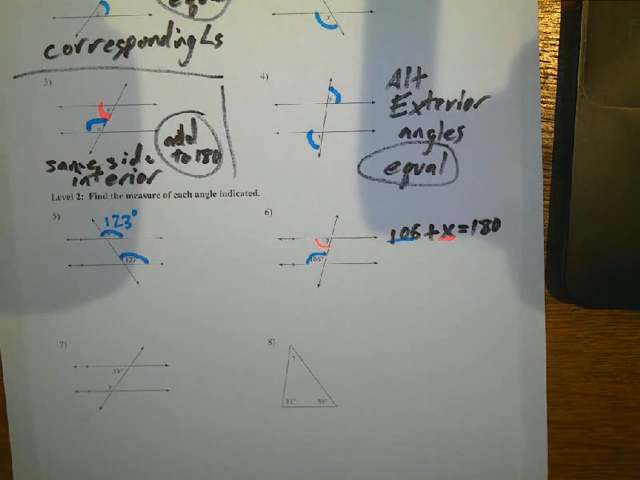 equal
corresponding Ls
3)
4)
add
to 180
same side
interior
Alt
Exterior
angles
equal
Level 2: Find the measure of each angle indicated.
5)
123°
6)
106+x=180
7)
8)
?